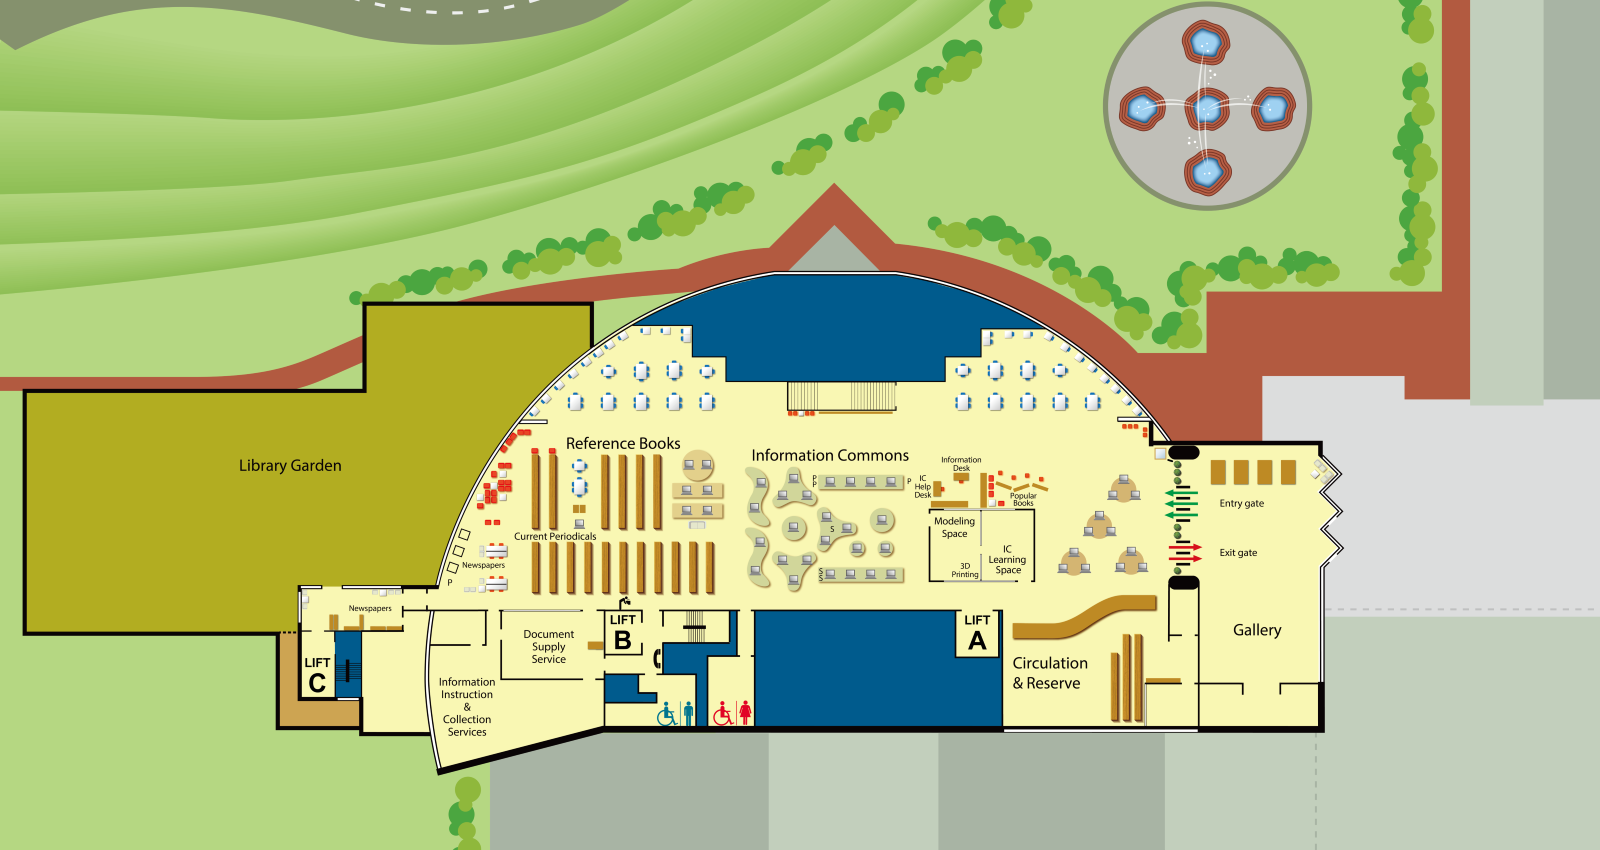 Library Garden
Reference Books
Information Commons
Information
Desk
P
P
P
IC
Help
Desk
Popular
Books
Entry gate
Modeling
Space
S
Current Periodicals
IC
Learning
Space
Exit gate
Newspapers
3D
Printing
S
S
P
Newspapers
LIFT
B
LIFT
A
Gallery
Document
Supply
Service
LIFT
C
Circulation
& Reserve
Information
Instruction
&
Collection
Services